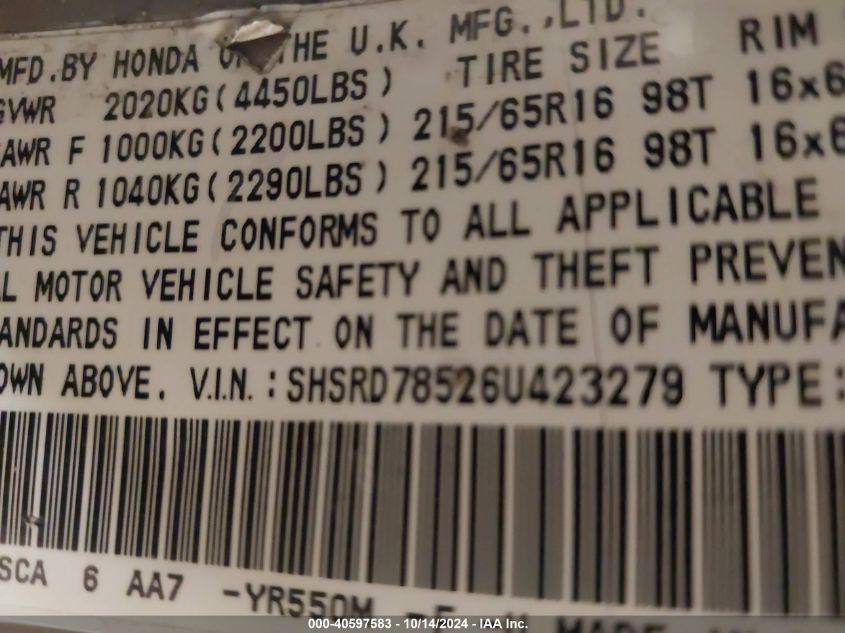 MFD. BY HONDA OF THE U.K. MFG., LTD.
GVWR 2020KG(4450LBS) TIRE SIZE RIM
AWR F 1000KG(2200LBS) 215/65R16 98T 16x6
AWR R 1040KG(2290LBS) 215/65R16 98T 16x6
THIS VEHICLE CONFORMS TO ALL APPLICABLE
L MOTOR VEHICLE SAFETY AND THEFT PREVEN
ANDARDS IN EFFECT ON THE DATE OF MANUFA
OWN ABOVE. V.I.N.: SHSRD78526U423279 TYPE:
SCA 6 AA7 -YR550M
000-40597583 - 10/14/2024 - IAA Inc.